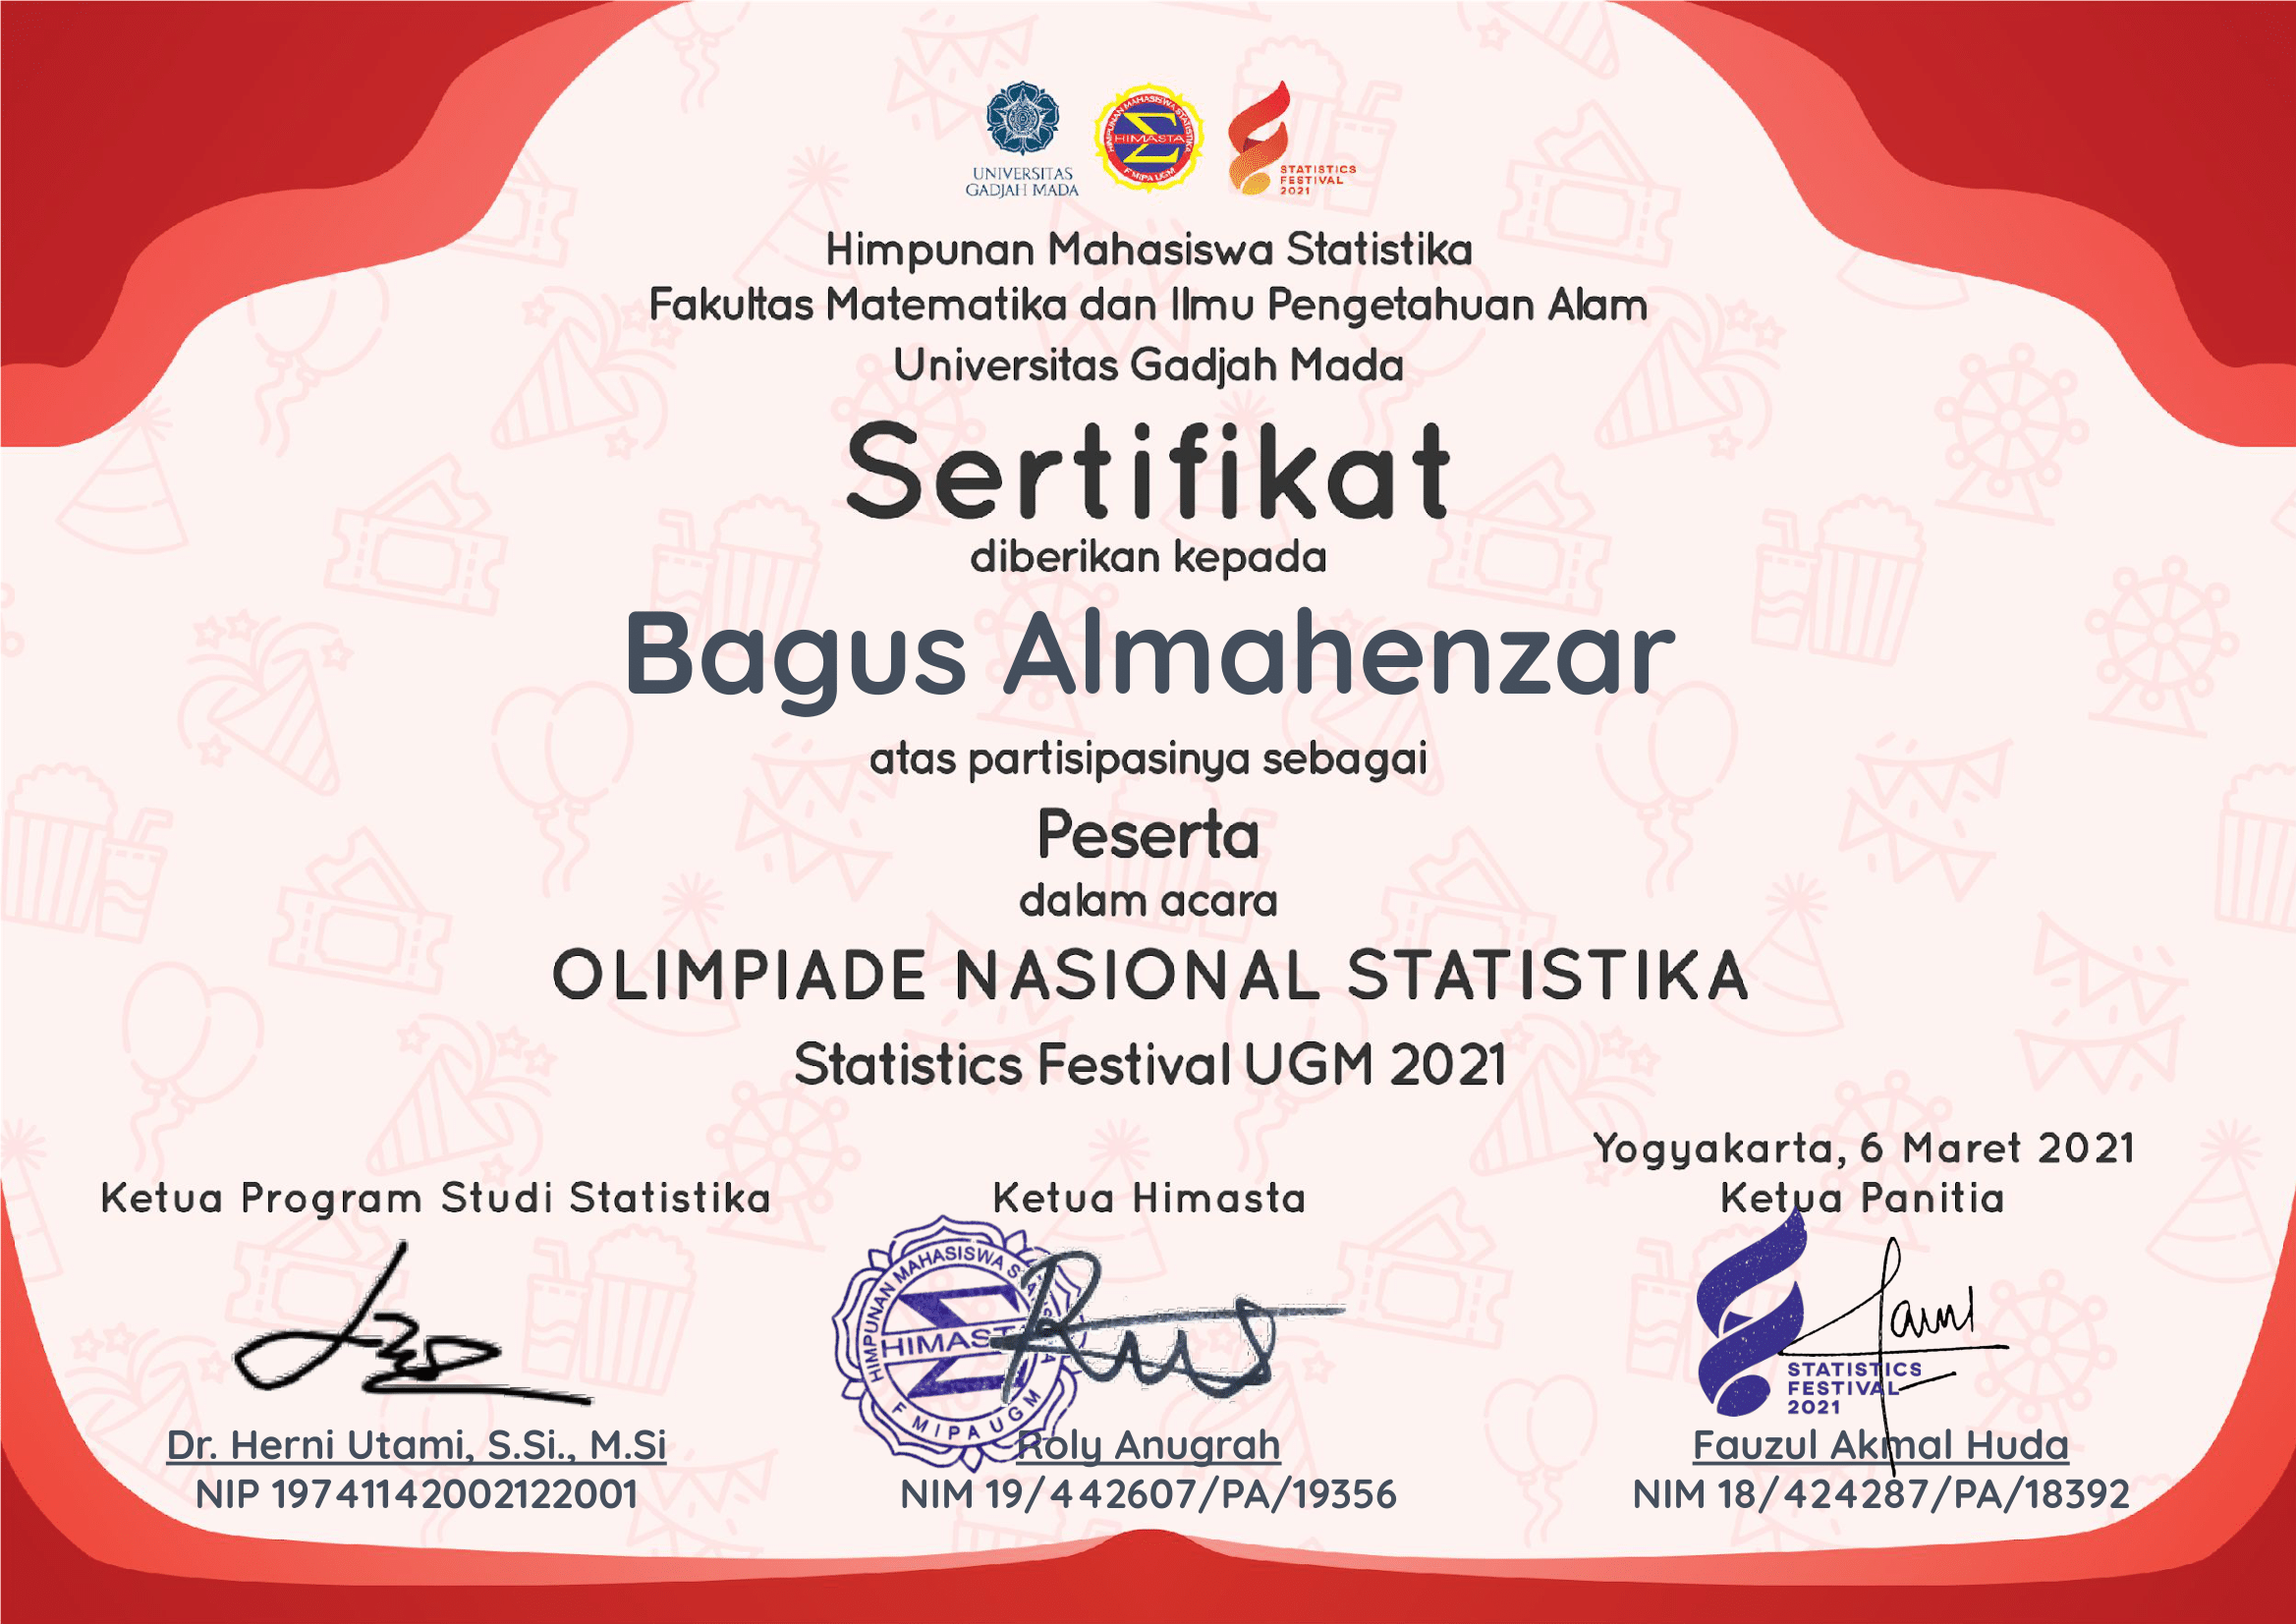 UNIVERSITAS
GADJAH MADA
HIMPUNAN MAHASISWA STATISTIKA
HIMASTA
F MIPA UGM
STATISTICS
FESTIVAL
2021
Himpunan Mahasiswa Statistika
Fakultas Matematika dan Ilmu Pengetahuan Alam
Universitas Gadjah Mada
Sertifikat
diberikan kepada
Bagus Almahenzar
atas partisipasinya sebagai
Peserta
dalam acara
OLIMPIADE NASIONAL STATISTIKA
Statistics Festival UGM 2021
Yogyakarta, 6 Maret 2021
Ketua Program Studi Statistika
Ketua Himasta
Ketua Panitia
HIMPUNAN MAHASISWA
HIMASTA
F MIPA UGM
STATISTICS
FESTIVAL
2021
Dr. Herni Utami, S.Si., M.Si
Roly Anugrah
Fauzul Akmal Huda
NIP 197411142002122001
NIM 19/442607/PA/19356
NIM 18/424287/PA/18392